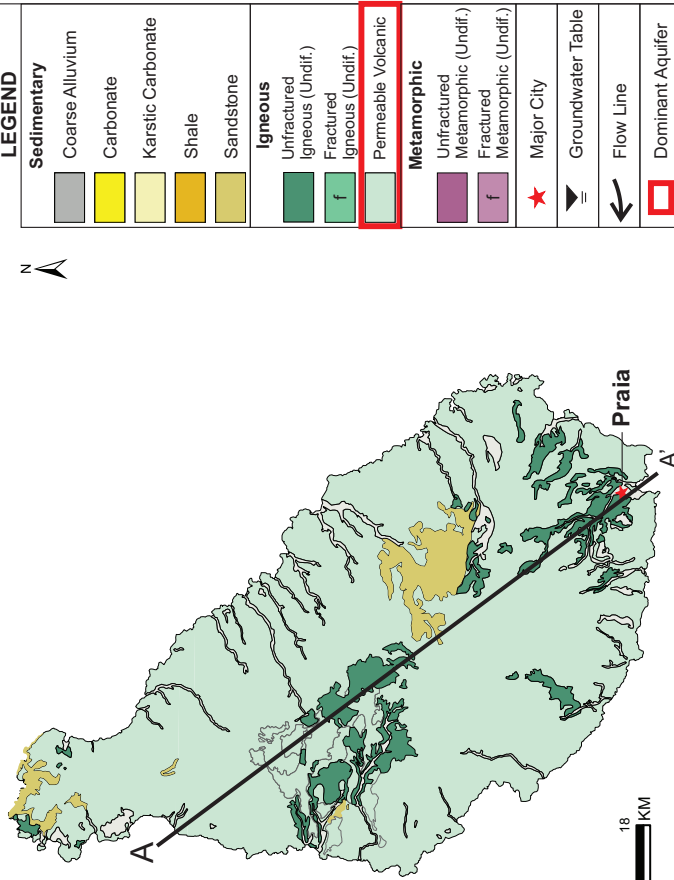 LEGEND
Sedimentary
Coarse Alluvium
Carbonate
Karstic Carbonate
Shale
Sandstone
Igneous
Unfractured
Igneous (Undif.)
f
Fractured
Igneous (Undif.)
Permeable Volcanic
Metamorphic
Unfractured
Metamorphic (Undif.)
f
Fractured
Metamorphic (Undif.)
Major City
Groundwater Table
Flow Line
Dominant Aquifer
N
A
Praia
A'
18
KM